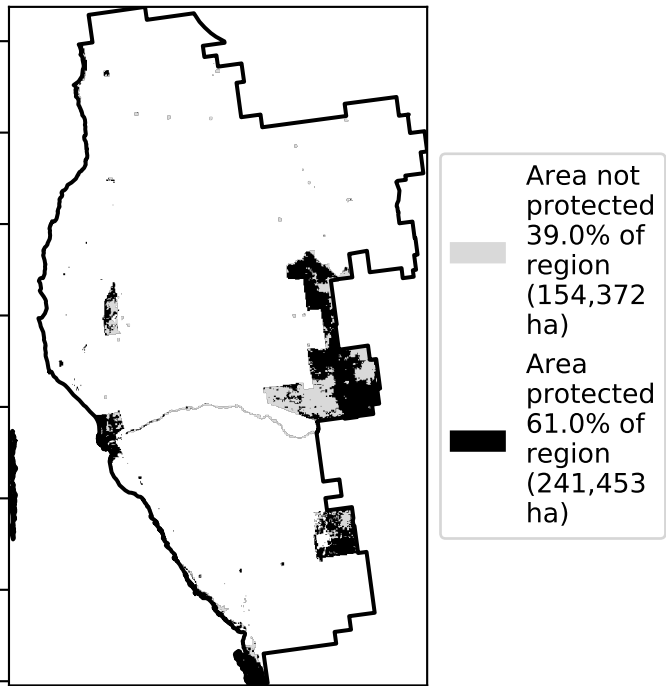 Area not
protected
39.0% of
region
(154,372
ha)
Area
protected
61.0% of
region
(241,453
ha)